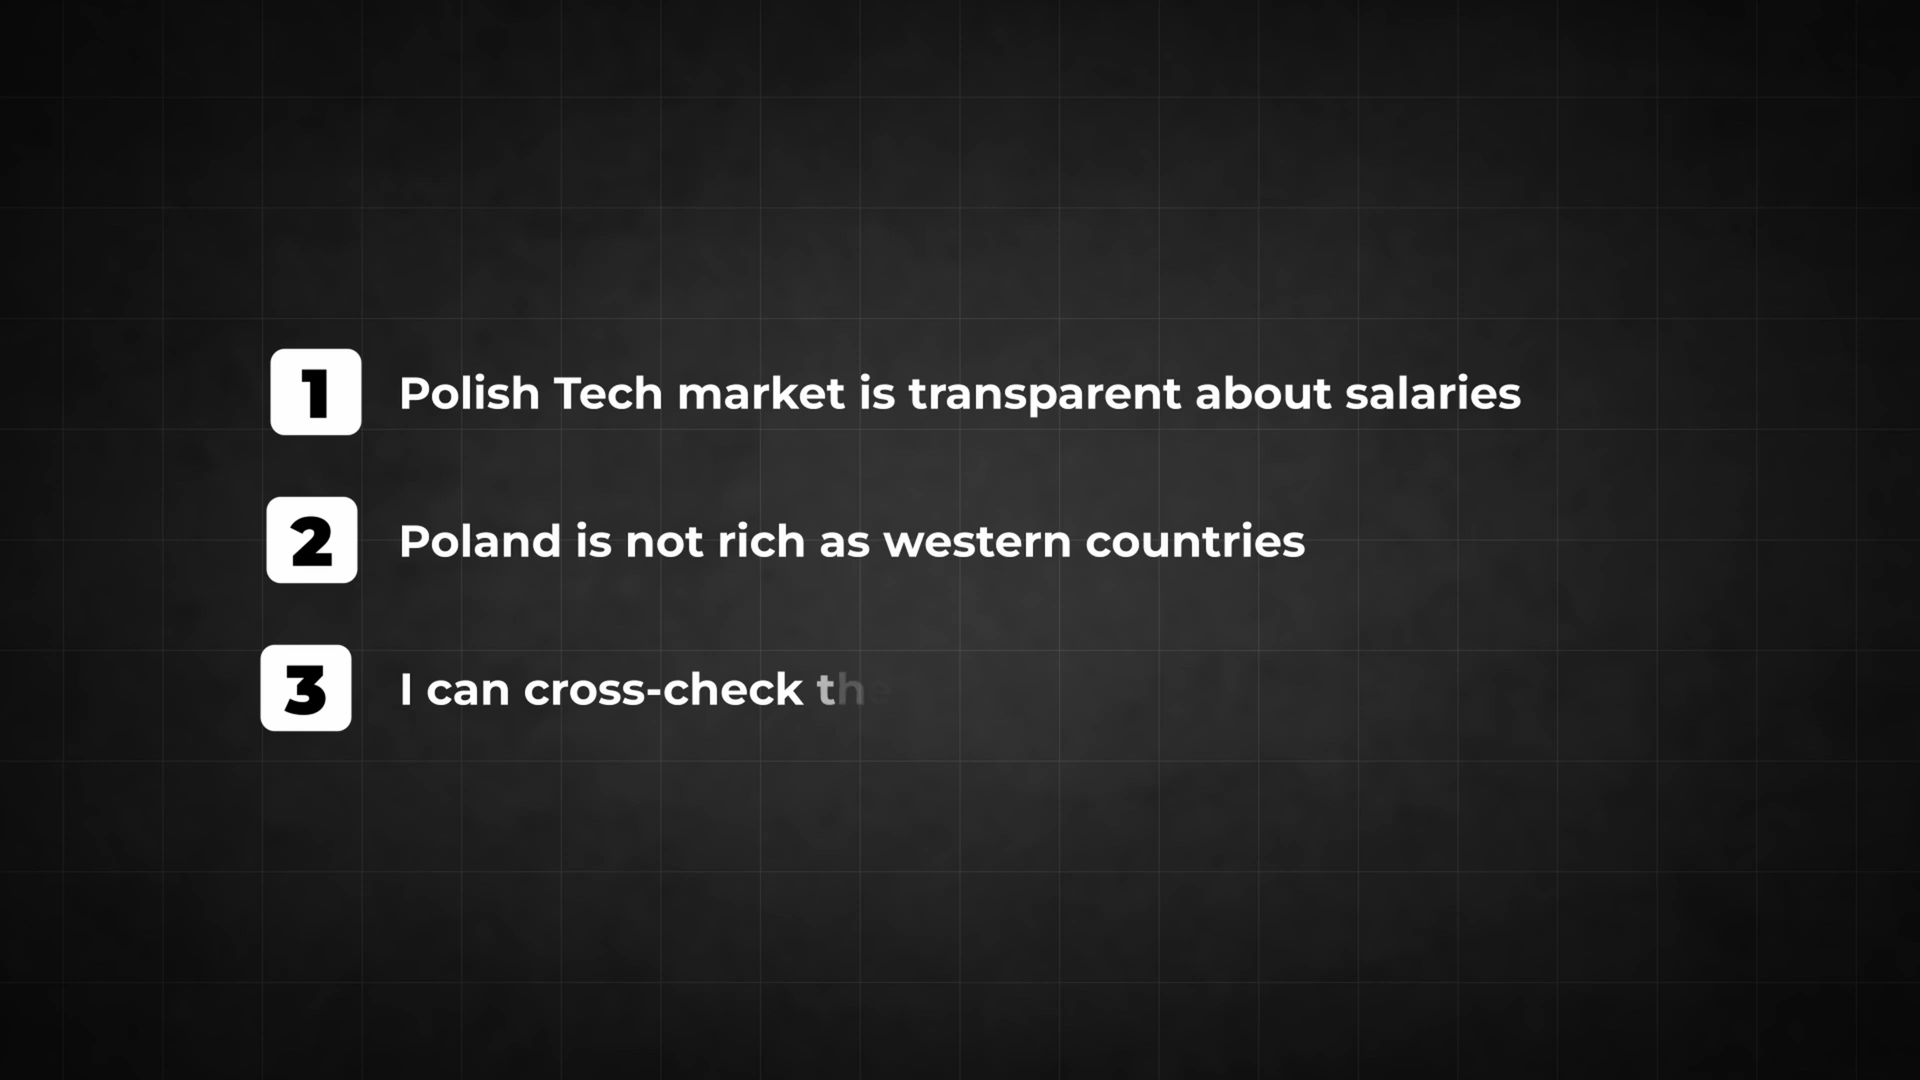 1 Polish Tech market is transparent about salaries
2 Poland is not rich as western countries
3 I can cross-check the